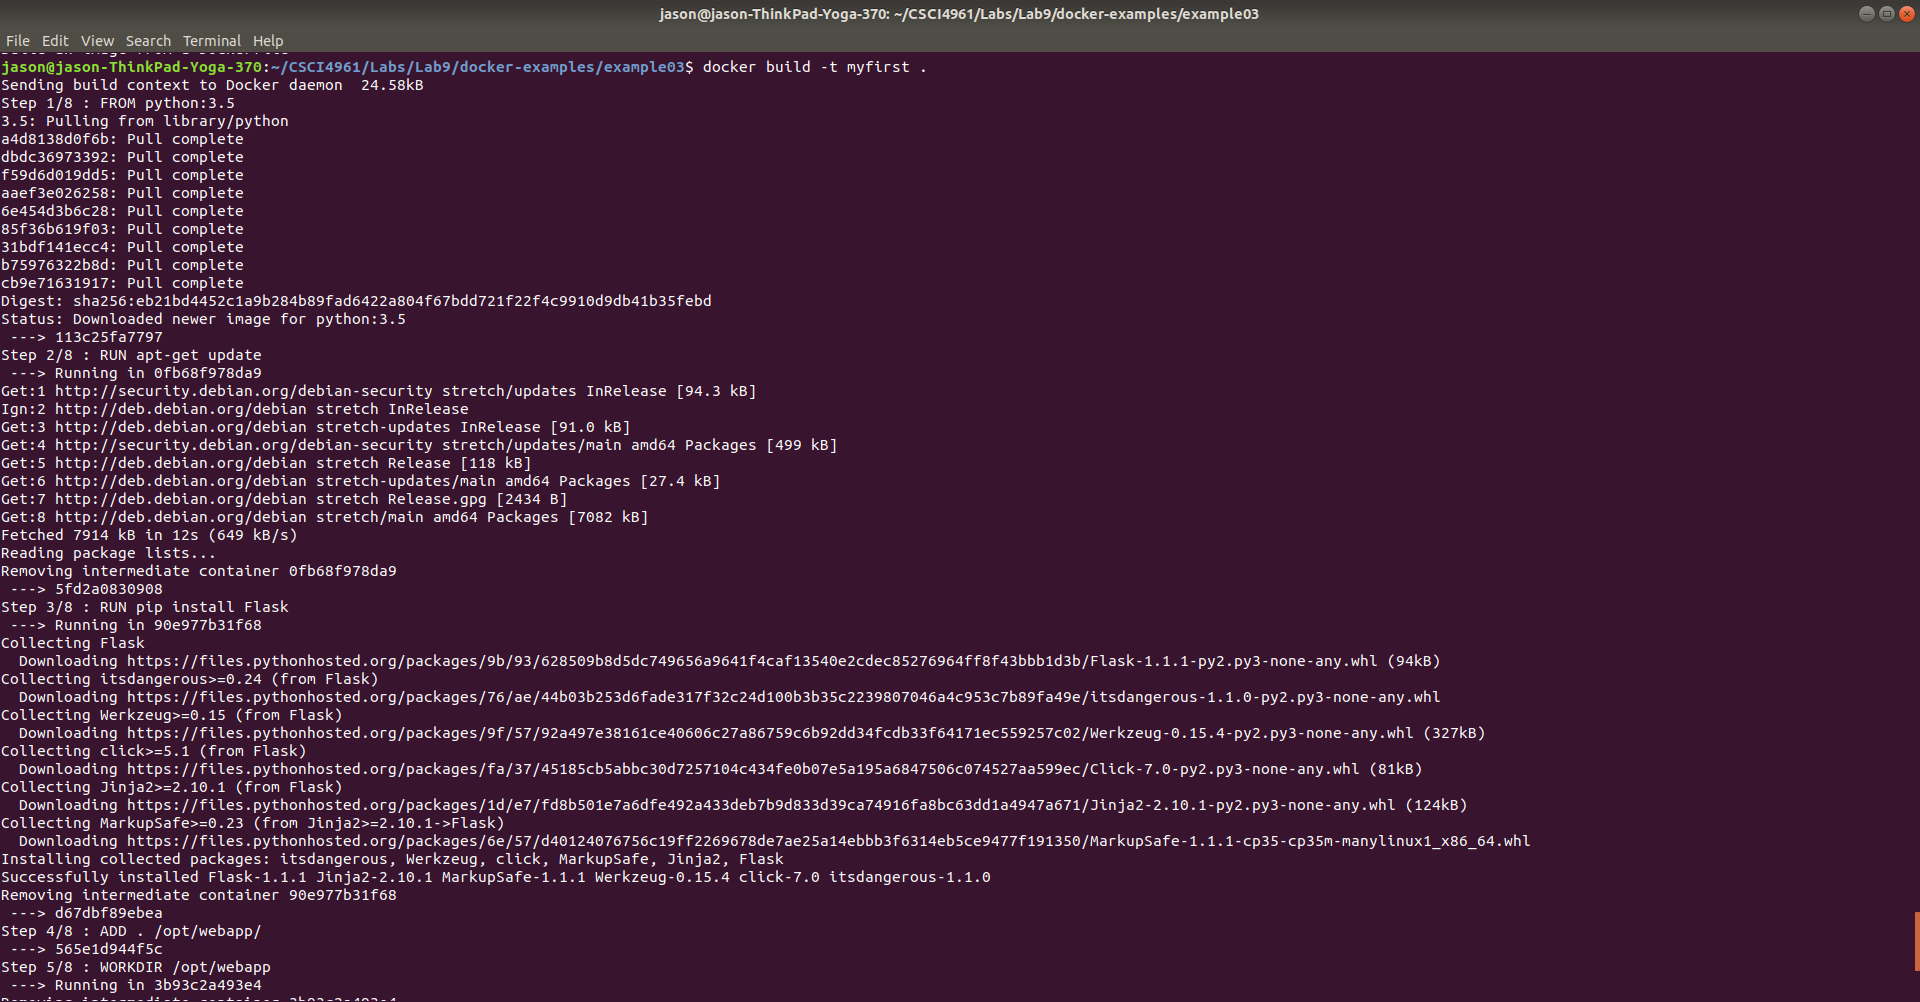 jason@jason-ThinkPad-Yoga-370: ~/CSCI4961/Labs/Lab9/docker-examples/example03
File Edit View Search Terminal Help
jason@jason-ThinkPad-Yoga-370:~/CSCI4961/Labs/Lab9/docker-examples/example03$ docker build -t myfirst .
Sending build context to Docker daemon  24.58kB
Step 1/8 : FROM python:3.5
3.5: Pulling from library/python
a4d8138d0f6b: Pull complete
dbdc36973392: Pull complete
f59d6d019dd5: Pull complete
aaef3e026258: Pull complete
6e454d3b6c28: Pull complete
85f36b619f03: Pull complete
31bdf141ecc4: Pull complete
b75976322b8d: Pull complete
cb9e71631917: Pull complete
Digest: sha256:eb21bd4452c1a9b284b89fad6422a804f67bdd721f22f4c9910d9db41b35febd
Status: Downloaded newer image for python:3.5
 ---> 113c25fa7797
Step 2/8 : RUN apt-get update
 ---> Running in 0fb68f978da9
Get:1 http://security.debian.org/debian-security stretch/updates InRelease [94.3 kB]
Ign:2 http://deb.debian.org/debian stretch InRelease
Get:3 http://deb.debian.org/debian stretch-updates InRelease [91.0 kB]
Get:4 http://security.debian.org/debian-security stretch/updates/main amd64 Packages [499 kB]
Get:5 http://deb.debian.org/debian stretch Release [118 kB]
Get:6 http://deb.debian.org/debian stretch-updates/main amd64 Packages [27.4 kB]
Get:7 http://deb.debian.org/debian stretch Release.gpg [2434 B]
Get:8 http://deb.debian.org/debian stretch/main amd64 Packages [7082 kB]
Fetched 7914 kB in 12s (649 kB/s)
Reading package lists...
Removing intermediate container 0fb68f978da9
 ---> 5fd2a0830908
Step 3/8 : RUN pip install Flask
 ---> Running in 90e977b31f68
Collecting Flask
  Downloading https://files.pythonhosted.org/packages/9b/93/628509b8d5dc749656a9641f4caf13540e2cdec85276964ff8f43bbb1d3b/Flask-1.1.1-py2.py3-none-any.whl (94kB)
Collecting itsdangerous>=0.24 (from Flask)
  Downloading https://files.pythonhosted.org/packages/76/ae/44b03b253d6fade317f32c24d100b3b35c2239807046a4c953c7b89fa49e/itsdangerous-1.1.0-py2.py3-none-any.whl
Collecting Werkzeug>=0.15 (from Flask)
  Downloading https://files.pythonhosted.org/packages/9f/57/92a497e38161ce40606c27a86759c6b92dd34fcdb33f64171ec559257c02/Werkzeug-0.15.4-py2.py3-none-any.whl (327kB)
Collecting click>=5.1 (from Flask)
  Downloading https://files.pythonhosted.org/packages/fa/37/45185cb5abbc30d7257104c434fe0b07e5a195a6847506c074527aa599ec/Click-7.0-py2.py3-none-any.whl (81kB)
Collecting Jinja2>=2.10.1 (from Flask)
  Downloading https://files.pythonhosted.org/packages/1d/e7/fd8b501e7a6dfe492a433deb7b9d833d39ca74916fa8bc63dd1a4947a671/Jinja2-2.10.1-py2.py3-none-any.whl (124kB)
Collecting MarkupSafe>=0.23 (from Jinja2>=2.10.1->Flask)
  Downloading https://files.pythonhosted.org/packages/6e/57/d40124076756c19ff2269678de7ae25a14ebbb3f6314eb5ce9477f191350/MarkupSafe-1.1.1-cp35-cp35m-manylinux1_x86_64.whl
Installing collected packages: itsdangerous, Werkzeug, click, MarkupSafe, Jinja2, Flask
Successfully installed Flask-1.1.1 Jinja2-2.10.1 MarkupSafe-1.1.1 Werkzeug-0.15.4 click-7.0 itsdangerous-1.1.0
Removing intermediate container 90e977b31f68
 ---> d67dbf89ebea
Step 4/8 : ADD . /opt/webapp/
 ---> 565e1d944f5c
Step 5/8 : WORKDIR /opt/webapp
 ---> Running in 3b93c2a493e4
Removing intermediate container 3b93c2a493e4